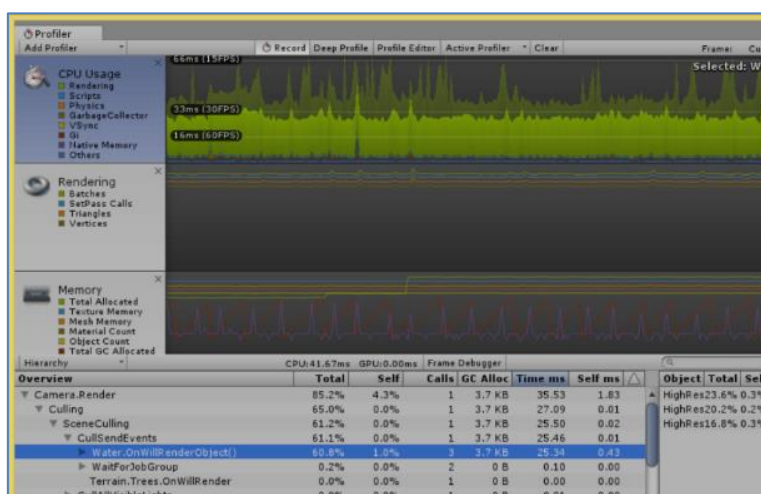 Profiler
Add Profiler Record Deep Profile Profile Editor Active Profiler Clear Frame: Cu
CPU Usage
Rendering
Scripts
Physics
GarbageCollector
VSync
Gi
Native Memory
Others
66ms (15FPS)
33ms (30FPS)
16ms (60FPS)
Selected: W
Rendering
Batches
SetPass Calls
Triangles
Vertices
Memory
Total Allocated
Texture Memory
Mesh Memory
Material Count
Object Count
Total GC Allocated
Hierarchy CPU:41.67ms GPU:0.00ms Frame Debugger
Overview Total Self Calls GC Alloc Time ms Self ms Object Total Sel
Camera.Render 85.2% 4.3% 1 3.7 KB 35.53 1.83 HighRes 23.6% 0.3%
Culling 65.0% 0.0% 1 3.7 KB 27.09 0.01 HighRes 20.2% 0.3%
SceneCulling 61.2% 0.0% 1 3.7 KB 25.50 0.02 HighRes 16.8% 0.3%
CullSendEvents 61.1% 0.0% 1 3.7 KB 25.46 0.01
Water.OnWillRenderObject() 60.8% 1.0% 3 3.7 KB 25.34 0.43
WaitForJobGroup 0.2% 0.0% 2 0 B 0.10 0.00
Terrain.Trees.OnWillRender 0.0% 0.0% 1 0 B 0.00 0.00